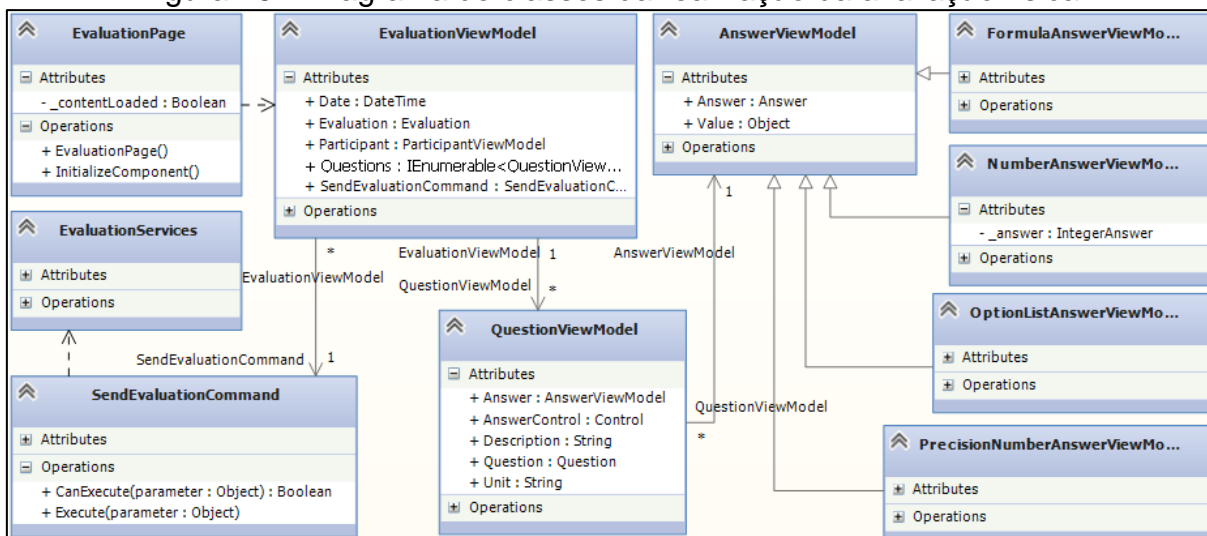 EvaluationPage
Attributes
- _contentLoaded : Boolean
Operations
+ EvaluationPage()
+ InitializeComponent()
EvaluationViewModel
Attributes
+ Date : DateTime
+ Evaluation : Evaluation
+ Participant : ParticipantViewModel
+ Questions : IEnumerable<QuestionView...
+ SendEvaluationCommand : SendEvaluationC...
Operations
AnswerViewModel
Attributes
+ Answer : Answer
+ Value : Object
Operations
FormulaAnswerViewMo...
Attributes
Operations
NumberAnswerViewMo...
Attributes
- _answer : IntegerAnswer
Operations
EvaluationServices
Attributes
Operations
*
EvaluationViewModel
EvaluationViewModel 1
QuestionViewModel *
AnswerViewModel
1
SendEvaluationCommand
1
OptionListAnswerViewMo...
Attributes
Operations
SendEvaluationCommand
Attributes
Operations
+ CanExecute(parameter : Object) : Boolean
+ Execute(parameter : Object)
QuestionViewModel
Attributes
+ Answer : AnswerViewModel
+ AnswerControl : Control
+ Description : String
+ Question : Question
+ Unit : String
Operations
QuestionViewModel
*
PrecisionNumberAnswerViewMo...
Attributes
Operations